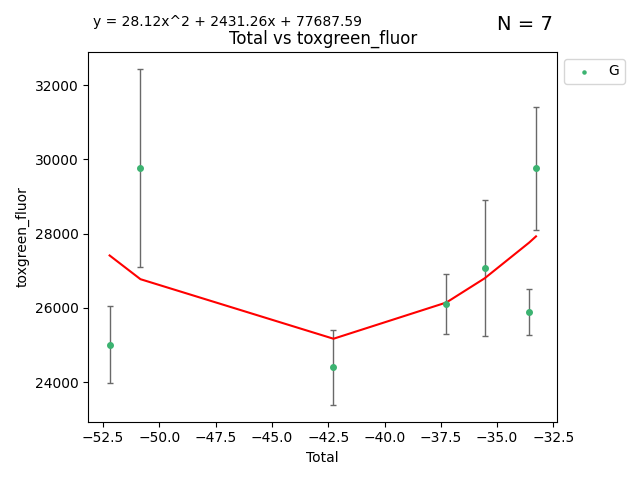 y = 28.12x^2 + 2431.26x + 77687.59
N = 7
Total vs toxgreen_fluor
G
toxgreen_fluor
32000
30000
28000
26000
24000
−52.5 −50.0 −47.5 −45.0 −42.5 −40.0 −37.5 −35.0 −32.5
Total